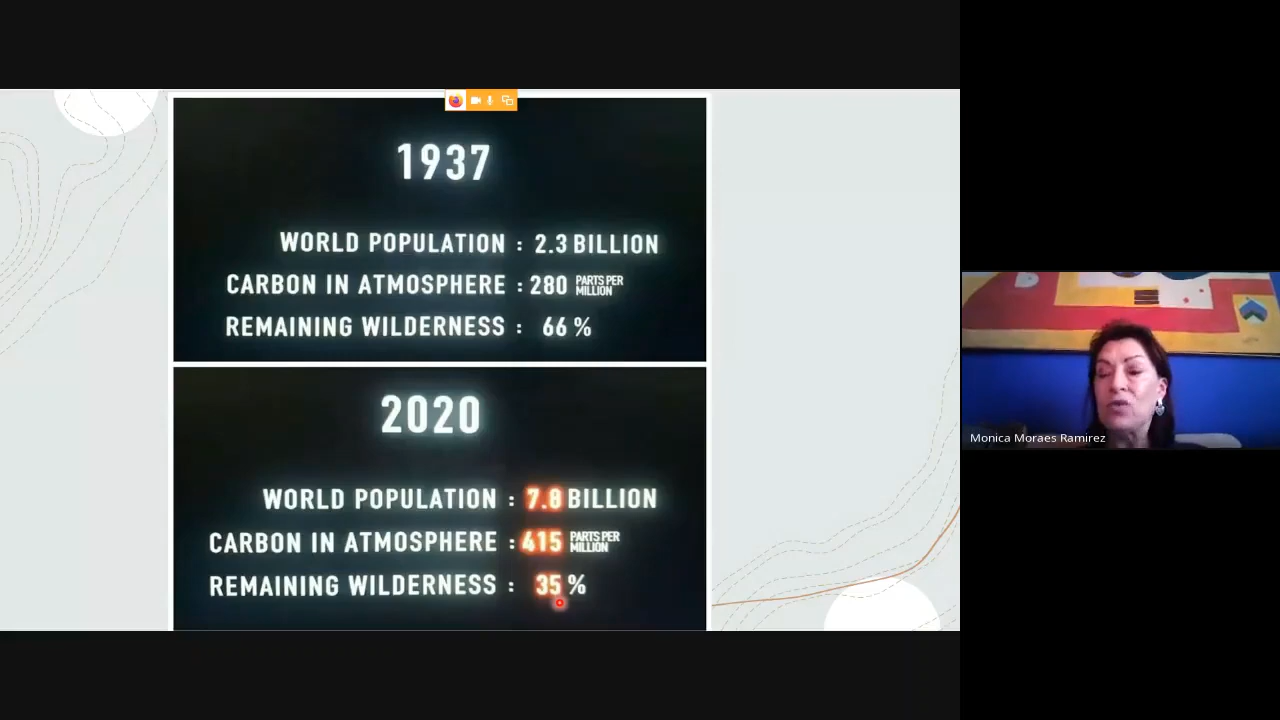 1937
WORLD POPULATION : 2.3 BILLION
CARBON IN ATMOSPHERE : 280 PARTS PER MILLION
REMAINING WILDERNESS : 66 %
2020
WORLD POPULATION : 7.8 BILLION
CARBON IN ATMOSPHERE : 415 PARTS PER MILLION
REMAINING WILDERNESS : 35 %
Monica Moraes Ramirez